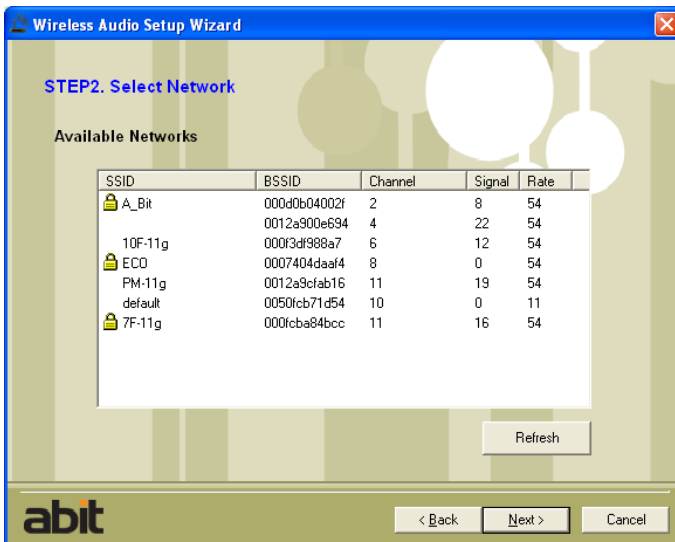 Wireless Audio Setup Wizard
STEP2. Select Network
Available Networks
SSID BSSID Channel Signal Rate
A_Bit 000d0b04002f 2 8 54
0012a900e694 4 22 54
10F-11g 000f3df988a7 6 12 54
ECO 0007404daaf4 8 0 54
PM-11g 0012a9cfab16 11 19 54
default 0050fcb71d54 10 0 11
7F-11g 000fcba84bcc 11 16 54
Refresh
abit
< Back Next > Cancel